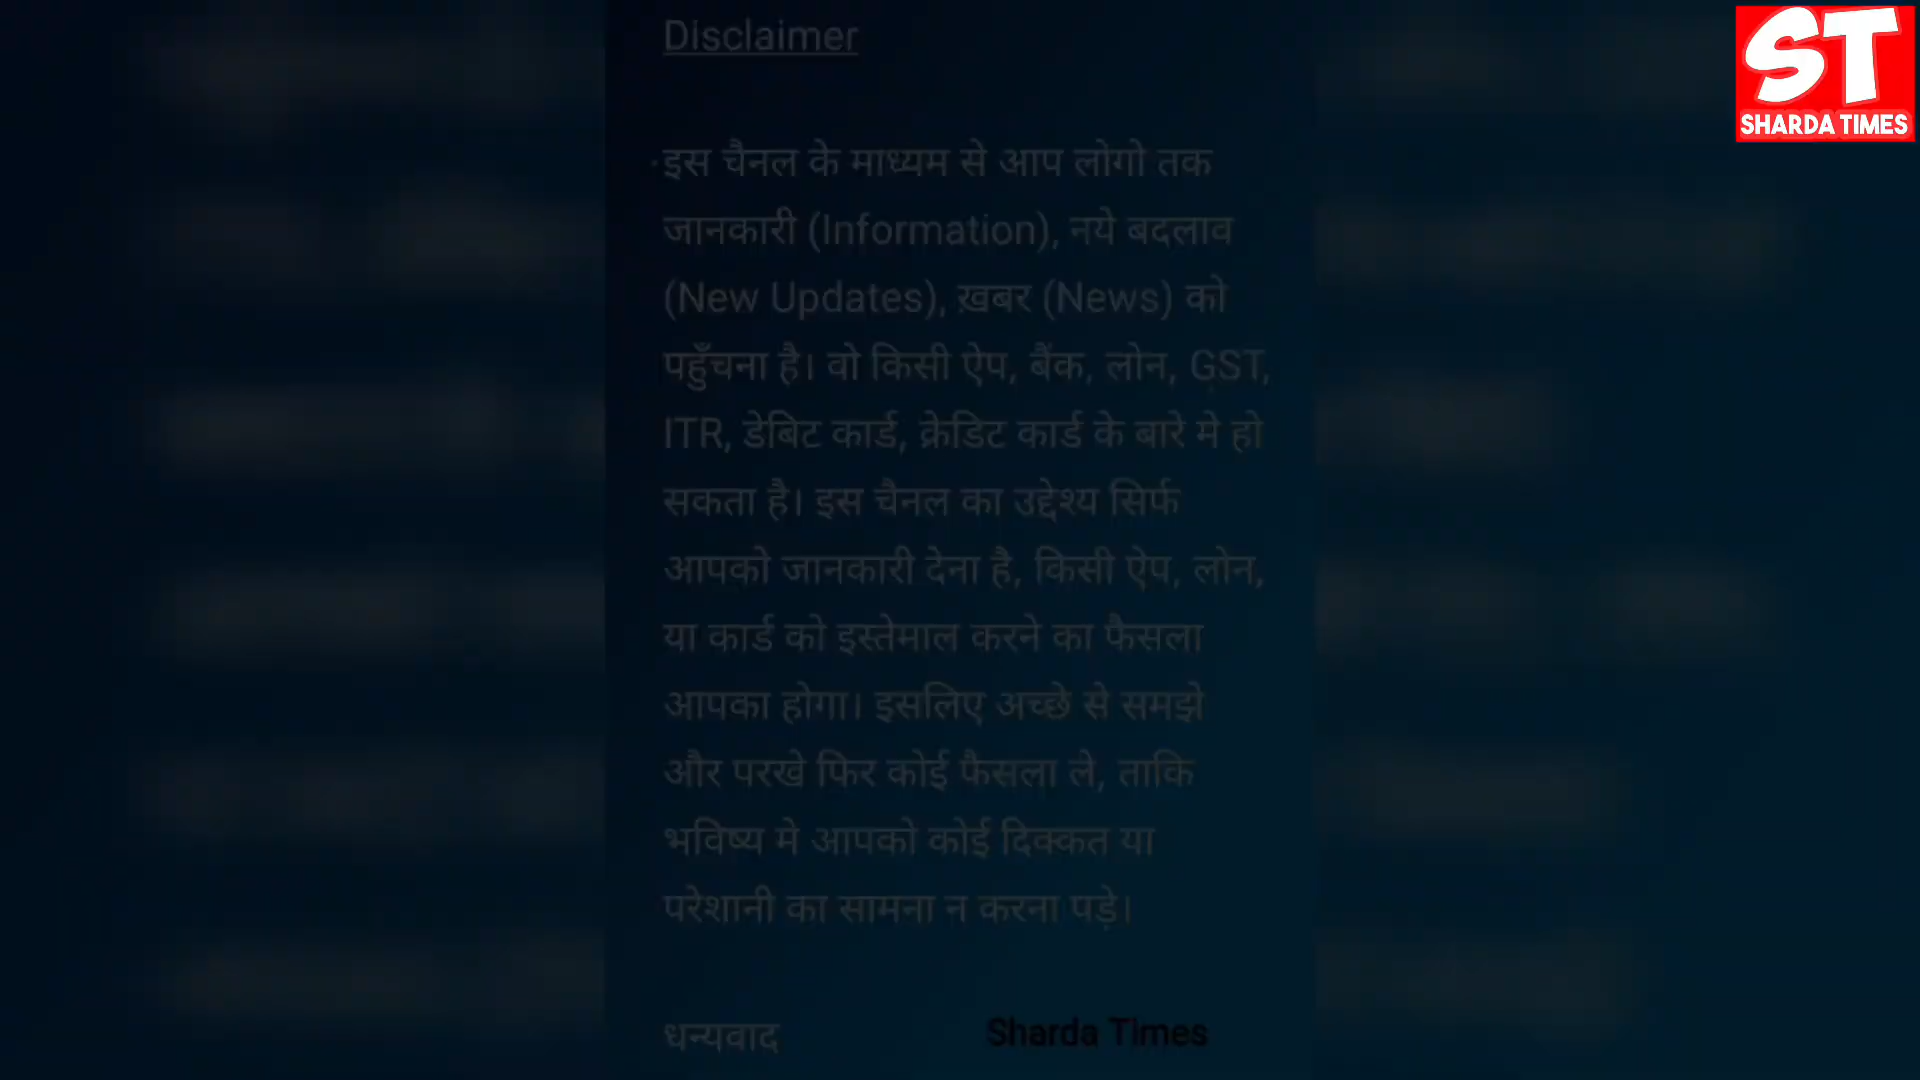 Disclaimer
ST
SHARDA TIMES
इस चैनल के माध्यम से आप लोगो तक
जानकारी (Information), नये बदलाव
(New Updates), ख़बर (News) को
पहुँचना है। वो किसी ऐप, बैंक, लोन, GST,
ITR, डेबिट कार्ड, क्रेडिट कार्ड के बारे मे हो
सकता है। इस चैनल का उद्देश्य सिर्फ
आपको जानकारी देना है, किसी ऐप, लोन,
या कार्ड को इस्तेमाल करने का फैसला
आपका होगा। इसलिए अच्छे से समझे
और परखे फिर कोई फैसला ले, ताकि
भविष्य मे आपको कोई दिक्कत या
परेशानी का सामना न करना पड़े।
धन्यवाद Sharda Times